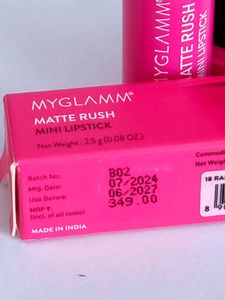 MYGLAMM®
MATTE RUSH
MINI LIPSTICK
Net Weight : 2.5 g (0.08 OZ.)
Batch No.: B02
Mfg. Date: 07/2024
Use Before: 06/2027
MRP ₹: 349.00
(incl. of all taxes)
MADE IN INDIA
Commodi
MYGLAMM
MATTE RUSH
MINI LIPSTICK